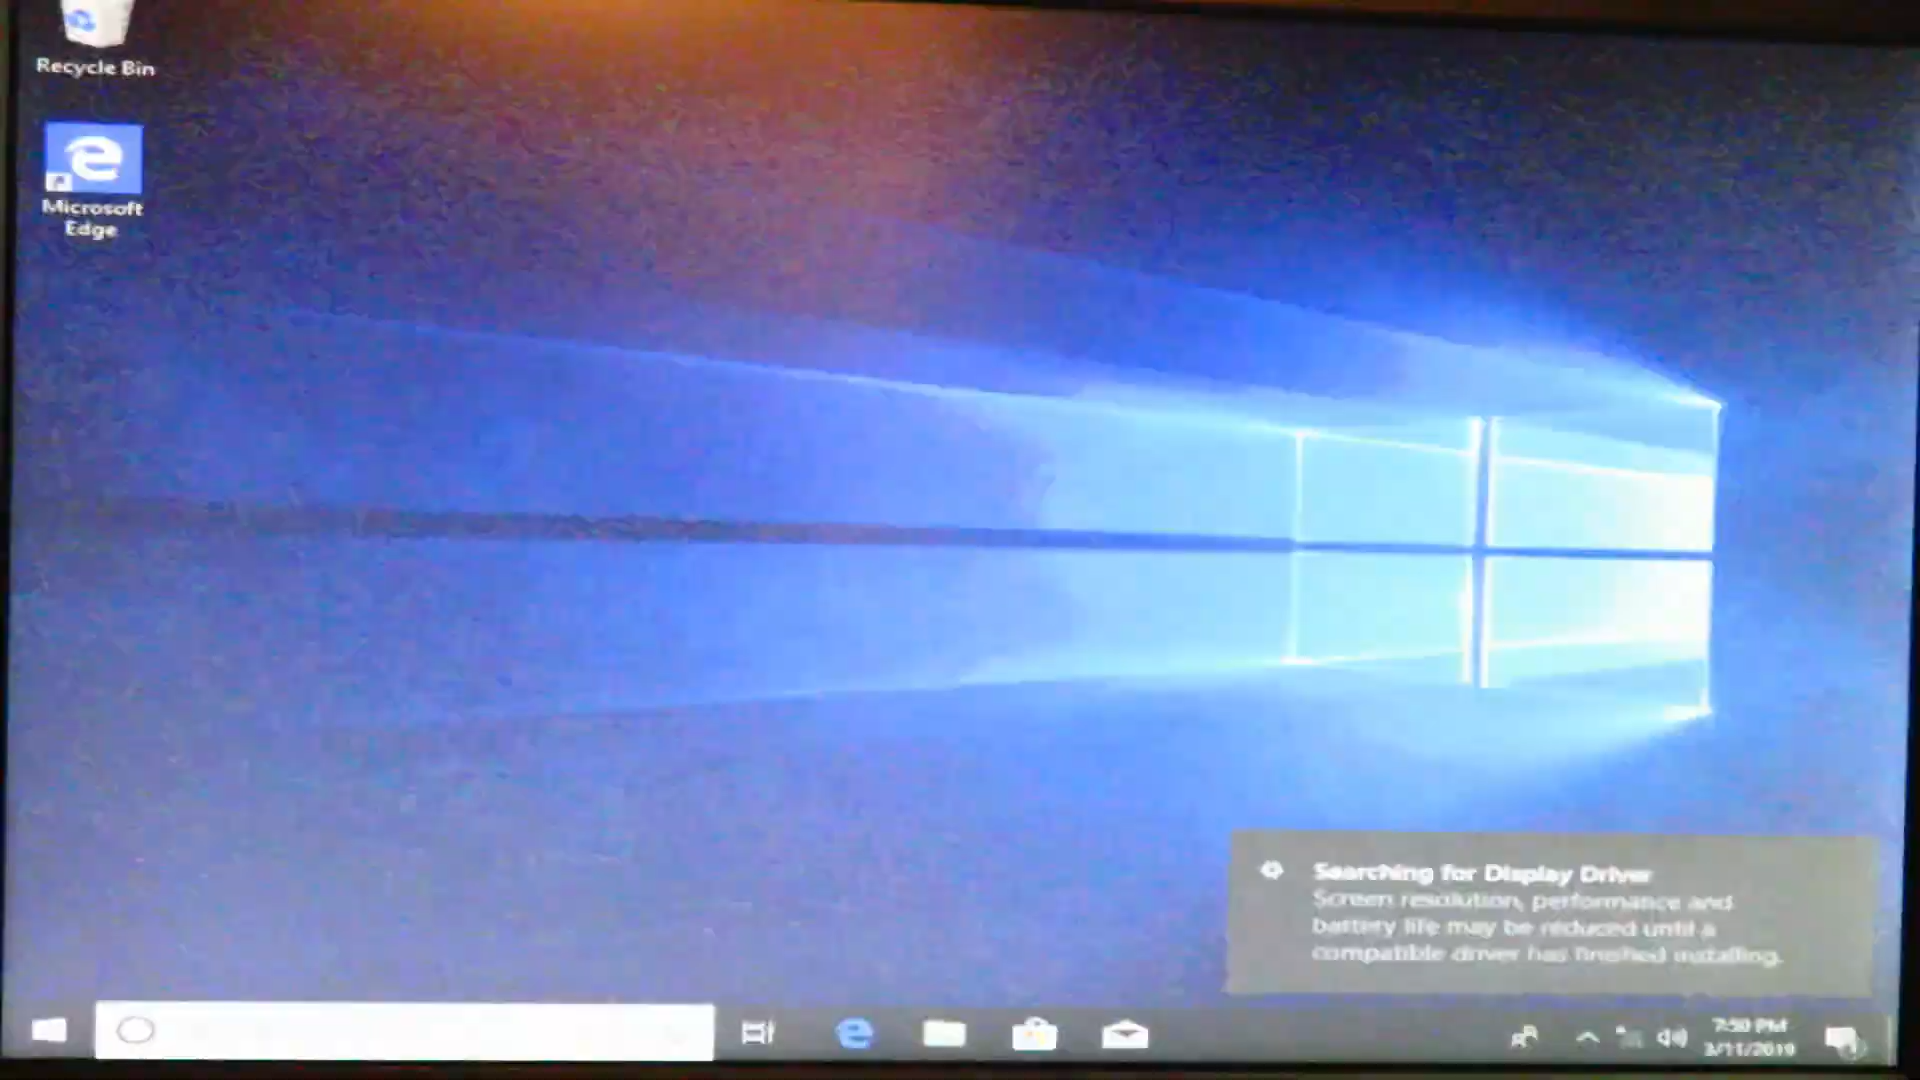 Recycle Bin
Microsoft
Edge
Searching for Display Driver
Screen resolution, performance and
battery life may be reduced until a
compatible driver has finished installing.
7:50 PM
3/11/2019